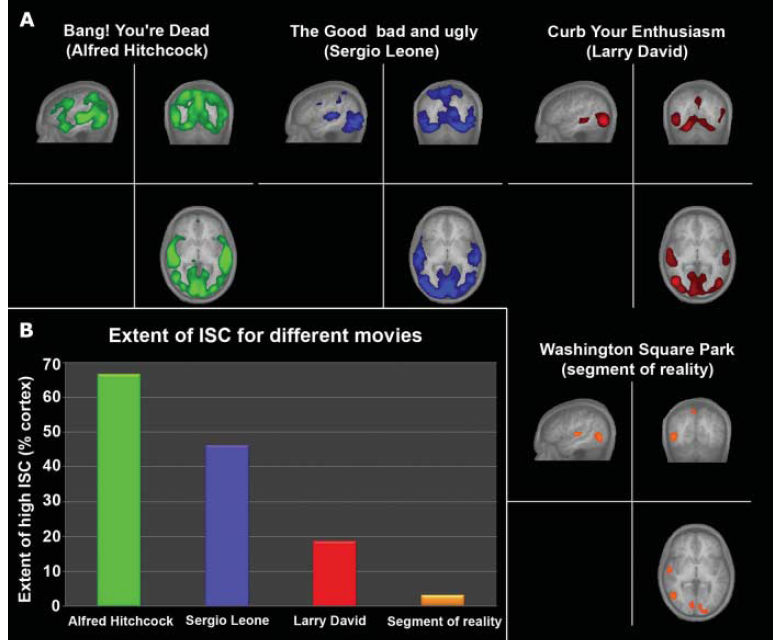 A
Bang! You're Dead
(Alfred Hitchcock)
The Good bad and ugly
(Sergio Leone)
Curb Your Enthusiasm
(Larry David)
B
Extent of ISC for different movies
Extent of high ISC (% cortex)
70
60
50
40
30
20
10
0
Alfred Hitchcock
Sergio Leone
Larry David
Segment of reality
Washington Square Park
(segment of reality)